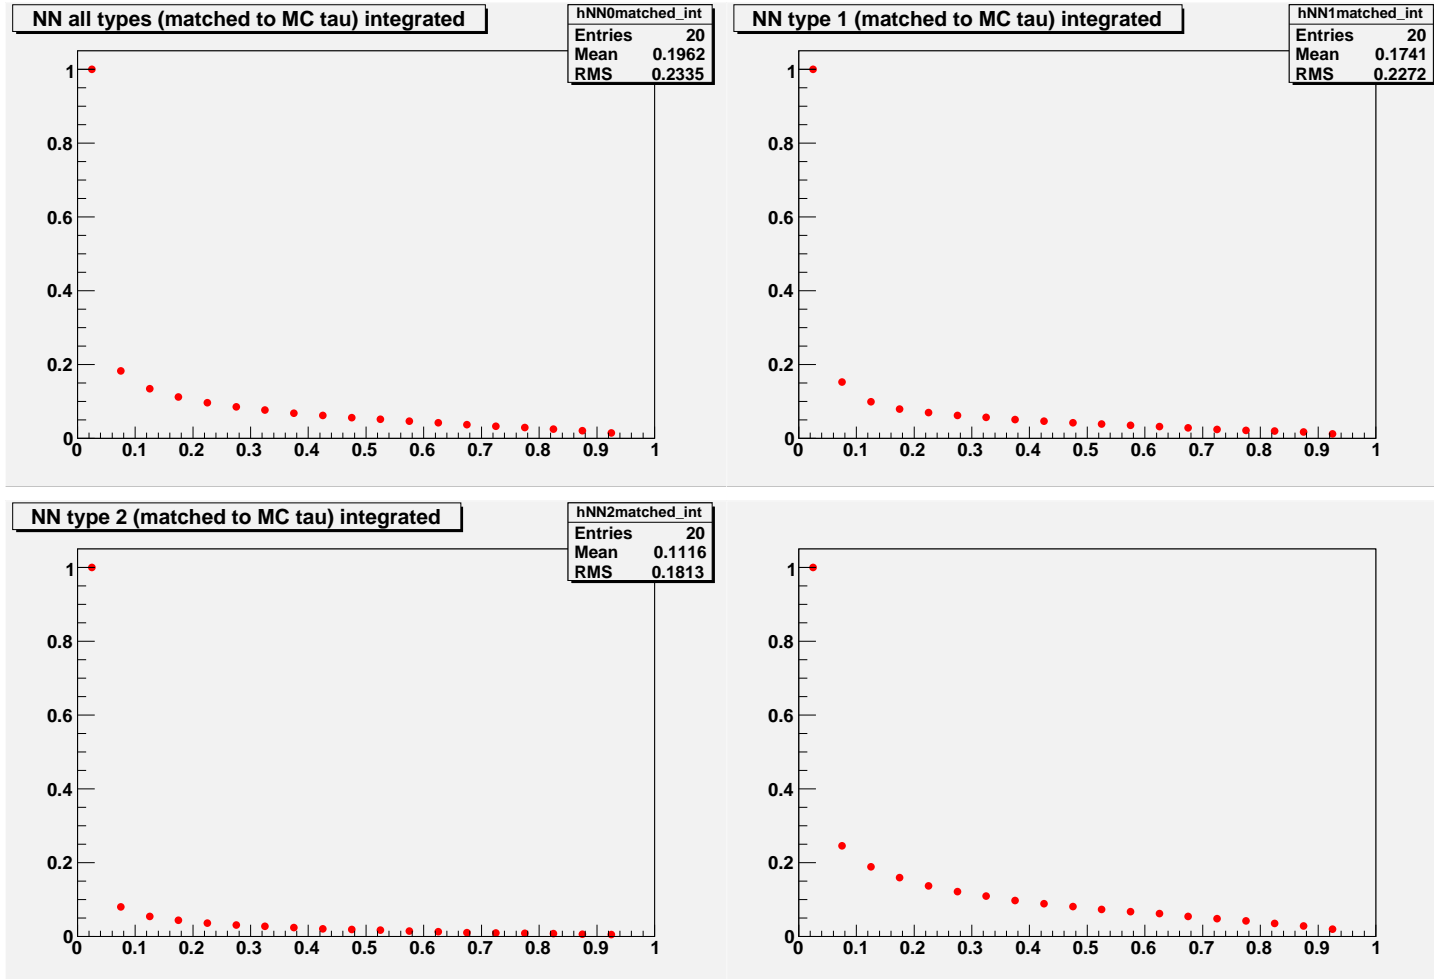 NN all types (matched to MC tau) integrated
hNN0matched_int
Entries 20
Mean 0.1962
RMS 0.2335
1
0.8
0.6
0.4
0.2
0
0 0.1 0.2 0.3 0.4 0.5 0.6 0.7 0.8 0.9 1
NN type 1 (matched to MC tau) integrated
hNN1matched_int
Entries 20
Mean 0.1741
RMS 0.2272
1
0.8
0.6
0.4
0.2
0
0 0.1 0.2 0.3 0.4 0.5 0.6 0.7 0.8 0.9 1
NN type 2 (matched to MC tau) integrated
hNN2matched_int
Entries 20
Mean 0.1116
RMS 0.1813
1
0.8
0.6
0.4
0.2
0
0 0.1 0.2 0.3 0.4 0.5 0.6 0.7 0.8 0.9 1
1
0.8
0.6
0.4
0.2
0
0 0.1 0.2 0.3 0.4 0.5 0.6 0.7 0.8 0.9 1